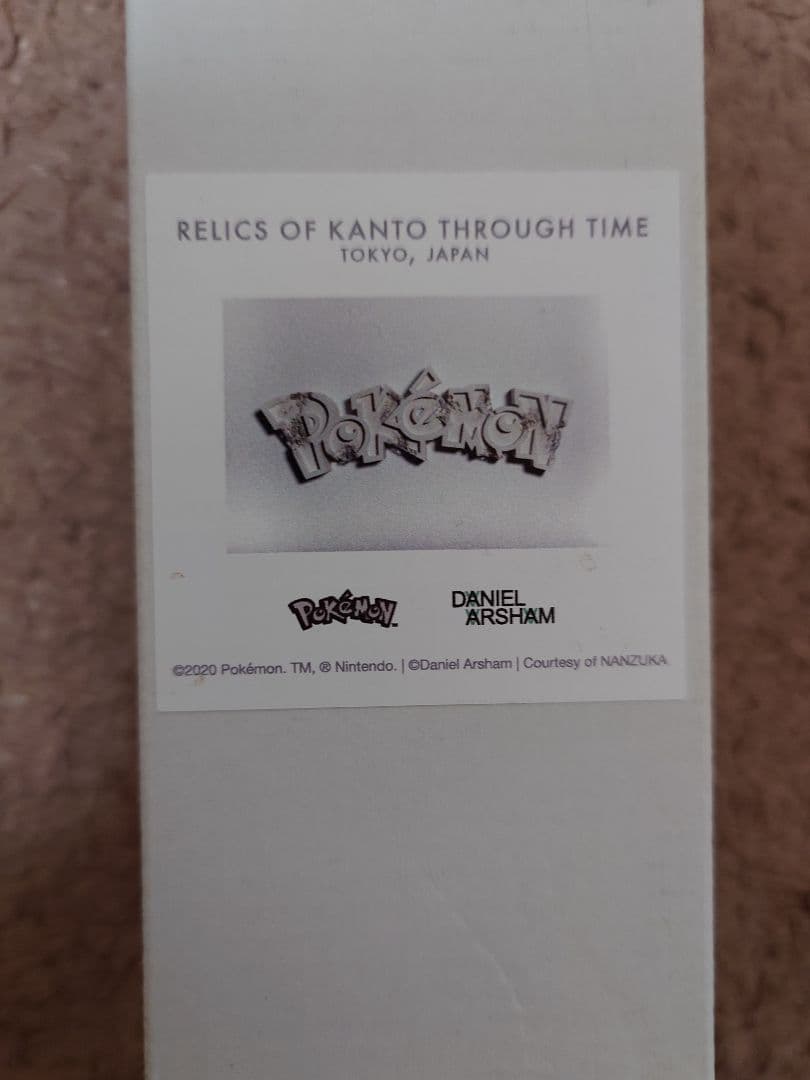 RELICS OF KANTO THROUGH TIME
TOKYO, JAPAN
POKéMON
POKéMON™
DANIEL
ARSHAM
©2020 Pokémon. TM, ® Nintendo. | ©Daniel Arsham | Courtesy of NANZUKA